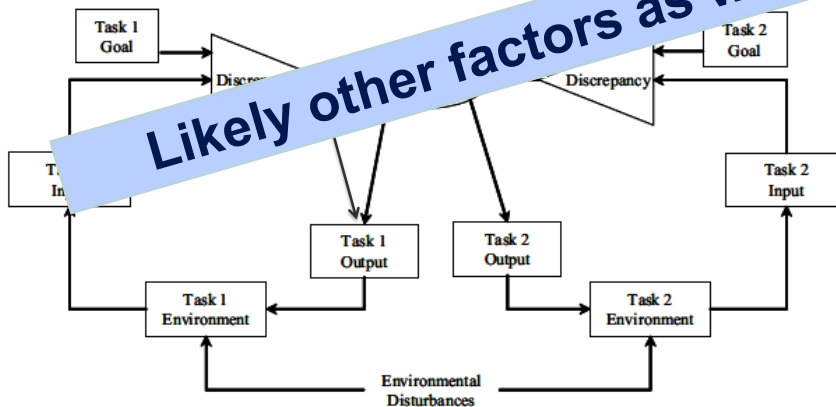 Task 1
Goal
Task 2
Goal
Likely other factors as
Discrepancy
Task 2
Input
Task 1
Output
Task 2
Output
Task 1
Environment
Task 2
Environment
Environmental
Disturbances